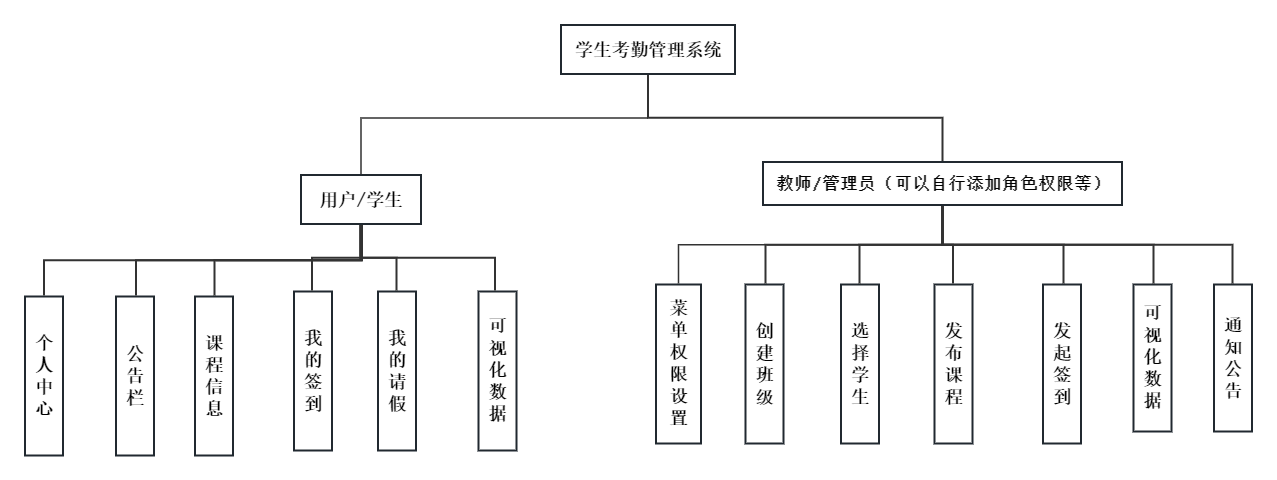 学生考勤管理系统
用户/学生
教师/管理员（可以自行添加角色权限等）
个人中心
公告栏
课程信息
我的签到
我的请假
可视化数据
菜单权限设置
创建班级
选择学生
发布课程
发起签到
可视化数据
通知公告